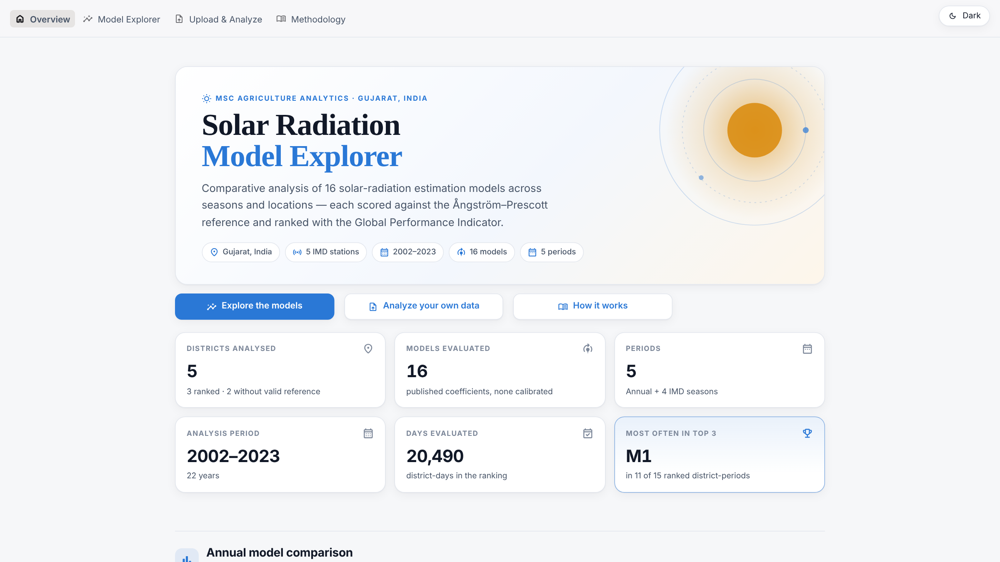 Overview
Model Explorer
Upload & Analyze
Methodology
Dark
MSC AGRICULTURE ANALYTICS · GUJARAT, INDIA
Solar Radiation
Model Explorer
Comparative analysis of 16 solar-radiation estimation models across
seasons and locations — each scored against the Ångström–Prescott
reference and ranked with the Global Performance Indicator.
Gujarat, India
5 IMD stations
2002–2023
16 models
5 periods
Explore the models
Analyze your own data
How it works
DISTRICTS ANALYSED
5
3 ranked · 2 without valid reference
MODELS EVALUATED
16
published coefficients, none calibrated
PERIODS
5
Annual + 4 IMD seasons
ANALYSIS PERIOD
2002–2023
22 years
DAYS EVALUATED
20,490
district-days in the ranking
MOST OFTEN IN TOP 3
M1
in 11 of 15 ranked district-periods
Annual model comparison